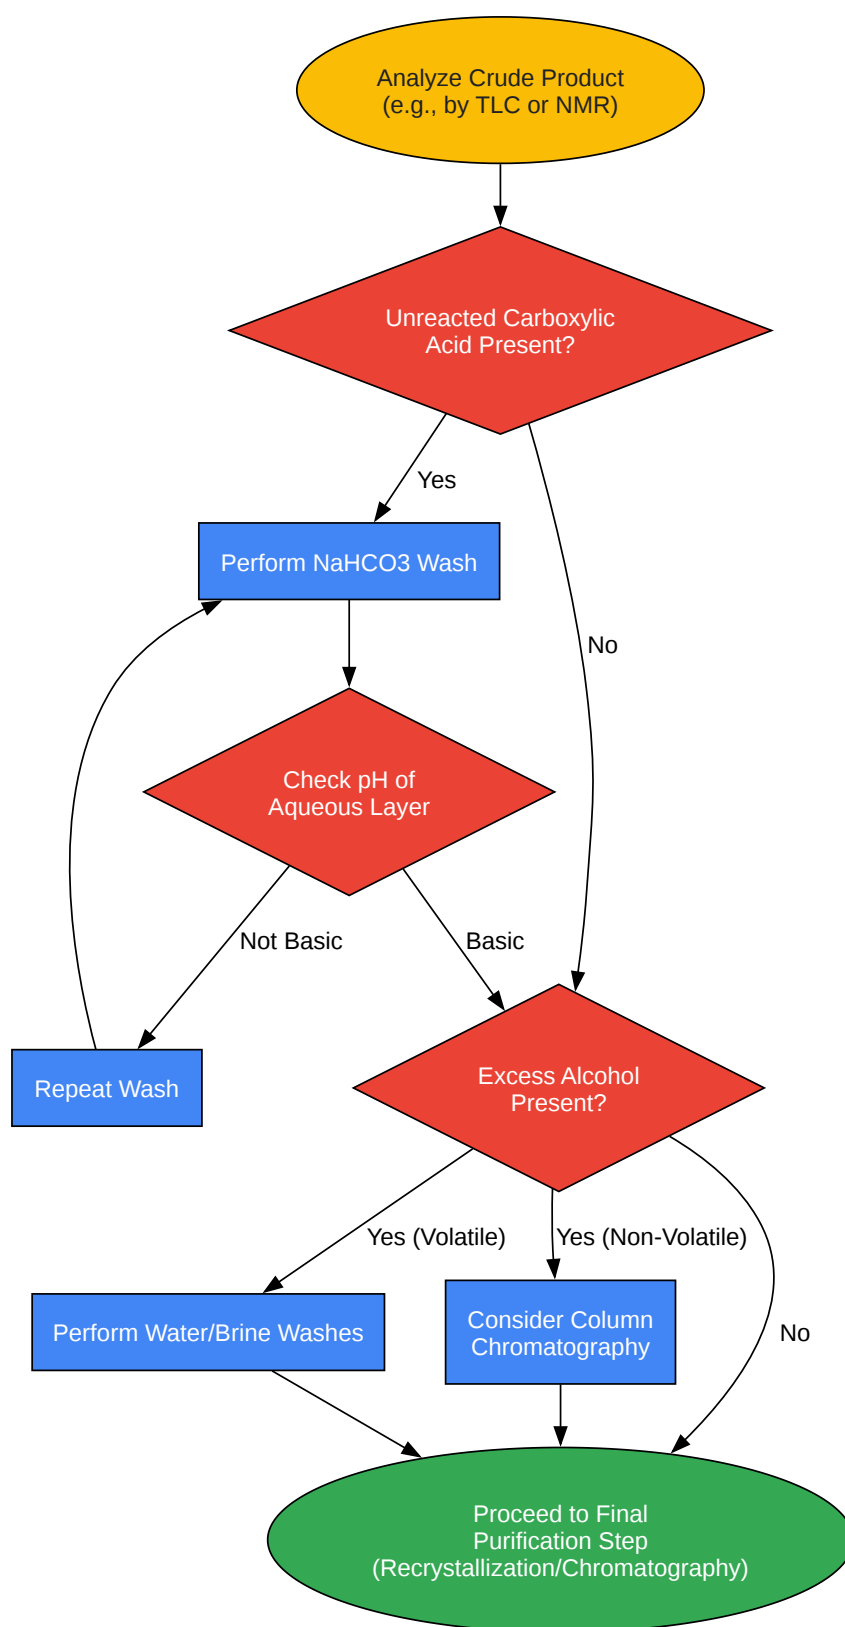 Analyze Crude Product
(e.g., by TLC or NMR)
Unreacted Carboxylic
Acid Present?
Yes
Perform NaHCO3 Wash
No
Check pH of
Aqueous Layer
Not Basic
Basic
Repeat Wash
Excess Alcohol
Present?
Yes (Volatile)
Yes (Non-Volatile)
Perform Water/Brine Washes
Consider Column
Chromatography
No
Proceed to Final
Purification Step
(Recrystallization/Chromatography)